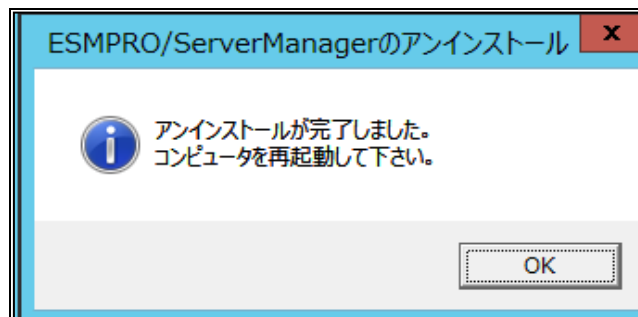 ESMPRO/ServerManagerのアンインストール
アンインストールが完了しました。
コンピュータを再起動して下さい。
OK